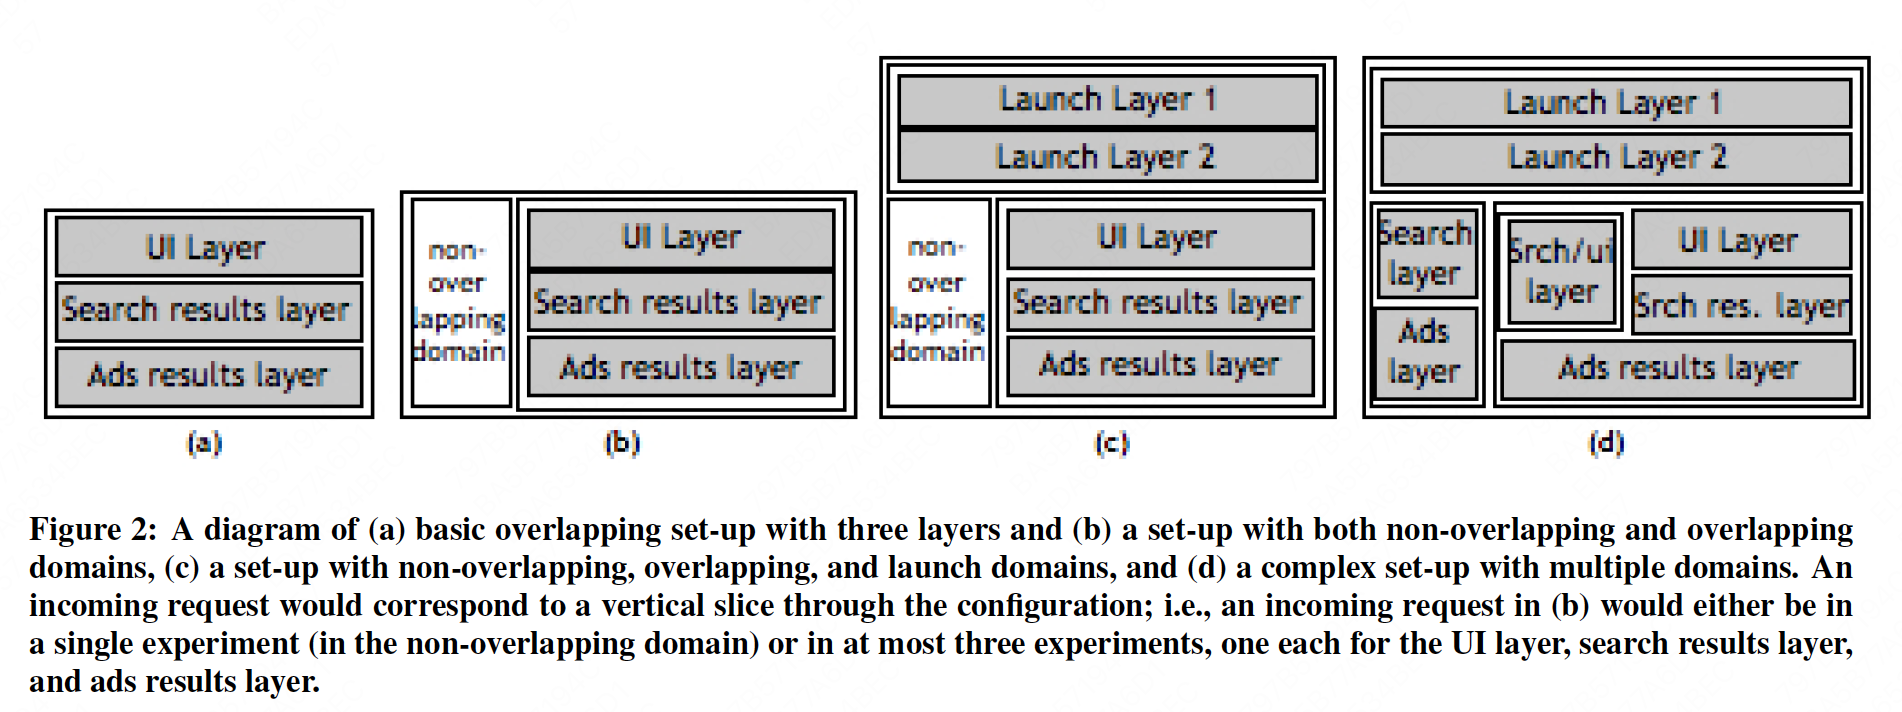 UI Layer
Search results layer
Ads results layer
(a)
non-
over
lapping
domain
UI Layer
Search results layer
Ads results layer
(b)
Launch Layer 1
Launch Layer 2
non-
over
lapping
domain
UI Layer
Search results layer
Ads results layer
(c)
Launch Layer 1
Launch Layer 2
Search
layer
Ads
layer
Srch/ui
layer
UI Layer
Srch res. layer
Ads results layer
(d)
Figure 2: A diagram of (a) basic overlapping set-up with three layers and (b) a set-up with both non-overlapping and overlapping
domains, (c) a set-up with non-overlapping, overlapping, and launch domains, and (d) a complex set-up with multiple domains. An
incoming request would correspond to a vertical slice through the configuration; i.e., an incoming request in (b) would either be in
a single experiment (in the non-overlapping domain) or in at most three experiments, one each for the UI layer, search results layer,
and ads results layer.